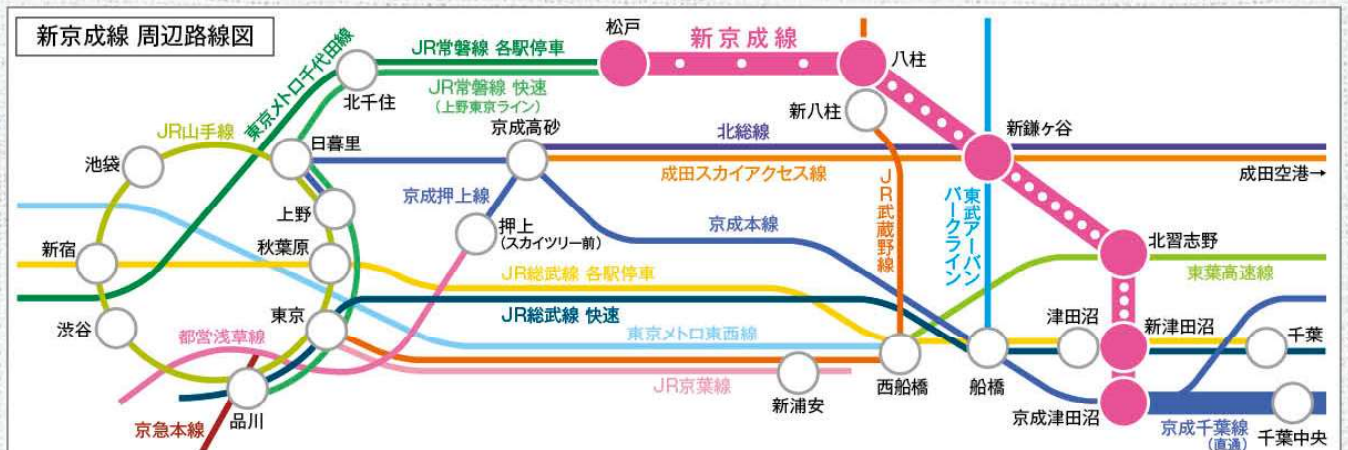 新京成線 周辺路線図
松戸
新京成線
八柱
JR常磐線 各駅停車
東京メトロ千代田線
JR常磐線 快速
(上野東京ライン)
北千住
新八柱
新鎌ヶ谷
JR山手線
日暮里
京成高砂
北総線
池袋
成田スカイアクセス線
成田空港→
京成押上線
JR武蔵野線
東武アーバン
パークライン
上野
押上
(スカイツリー前)
京成本線
北習志野
新宿
秋葉原
JR総武線 各駅停車
東葉高速線
東京
JR総武線 快速
津田沼
新津田沼
千葉
渋谷
都営浅草線
東京メトロ東西線
JR京葉線
西船橋
船橋
品川
新浦安
京成津田沼
京急本線
京成千葉線
(直通)
千葉中央